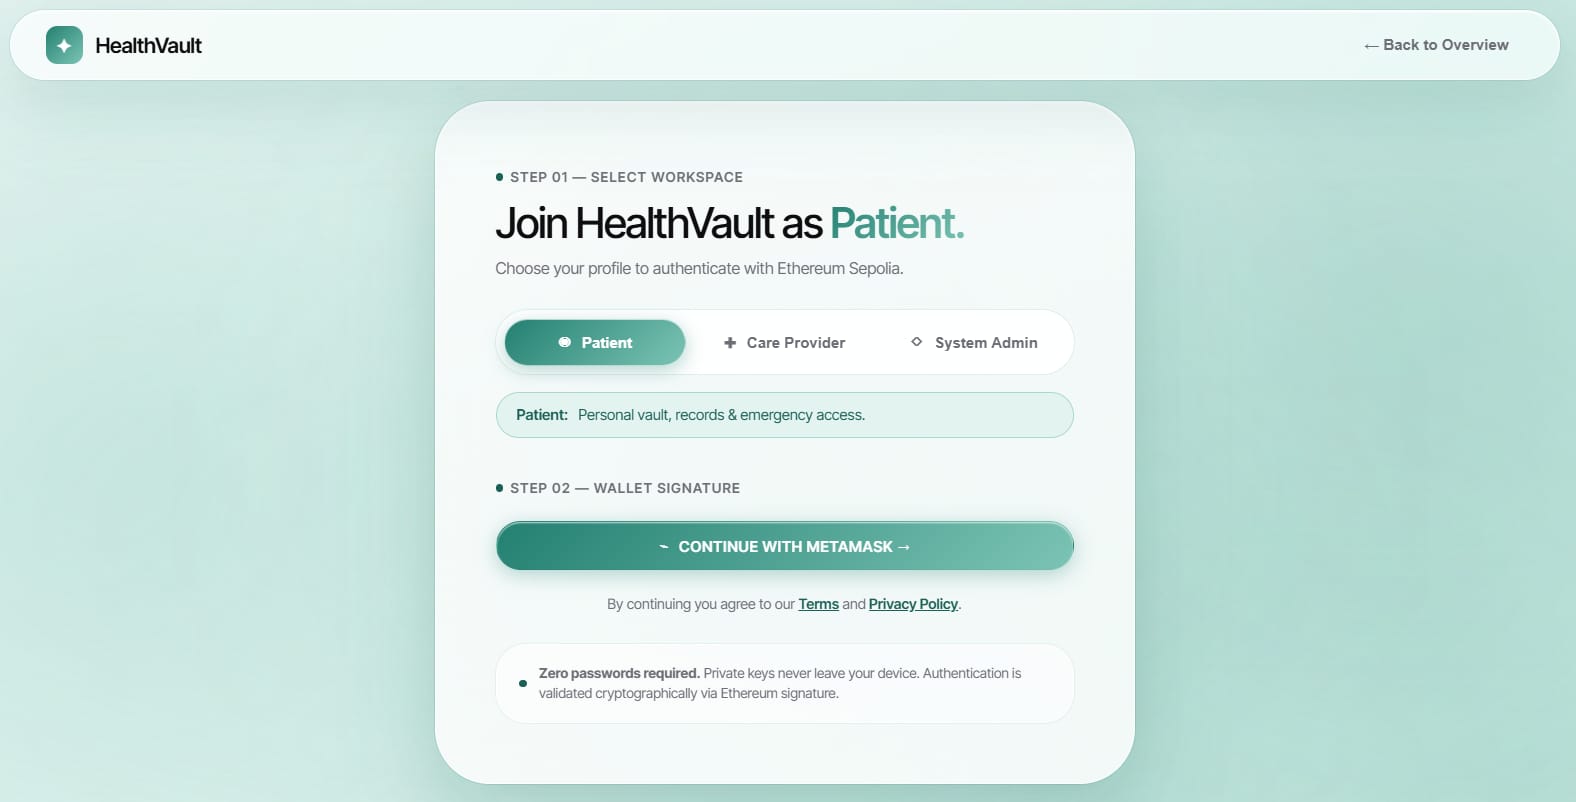 HealthVault
← Back to Overview
STEP 01 — SELECT WORKSPACE
Join HealthVault as Patient.
Choose your profile to authenticate with Ethereum Sepolia.
Patient
Care Provider
System Admin
Patient: Personal vault, records & emergency access.
STEP 02 — WALLET SIGNATURE
CONTINUE WITH METAMASK →
By continuing you agree to our Terms and Privacy Policy.
Zero passwords required. Private keys never leave your device. Authentication is
validated cryptographically via Ethereum signature.